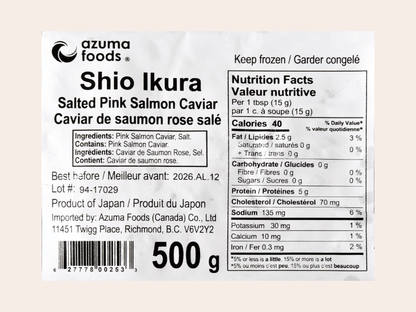 azuma
foods ®
Keep frozen / Garder congelé
Shio Ikura
Salted Pink Salmon Caviar
Caviar de saumon rose salé
Ingredients: Pink Salmon Caviar, Salt.
Contains: Pink Salmon Caviar.
Ingrédients: Caviar de Saumon Rose, Sel.
Contient: Caviar de saumon rose.
Best before / Meilleur avant: 2026.AL.12
Lot #: 94-17029
Product of Japan / Produit du Japon
Imported by: Azuma Foods (Canada) Co., Ltd
11451 Twigg Place, Richmond, B.C. V6V2Y2
6 27778 00253 3
500 g
Nutrition Facts
Valeur nutritive
Per 1 tbsp (15 g)
par 1 c. à soupe (15 g)
Calories 40
% Daily Value*
% valeur quotidienne*
Fat / Lipides 2.5 g 3 %
Saturated / saturés 0 g
+ Trans / trans 0 g 0 %
Carbohydrate / Glucides 0 g
Fibre / Fibres 0 g 0 %
Sugars / Sucres 0 g 0 %
Protein / Protéines 5 g
Cholesterol / Cholestérol 70 mg
Sodium 135 mg 6 %
Potassium 30 mg 1 %
Calcium 10 mg 1 %
Iron / Fer 0.3 mg 2 %
*5% or less is a little, 15% or more is a lot
*5% ou moins c'est peu, 15% ou plus c'est beaucoup